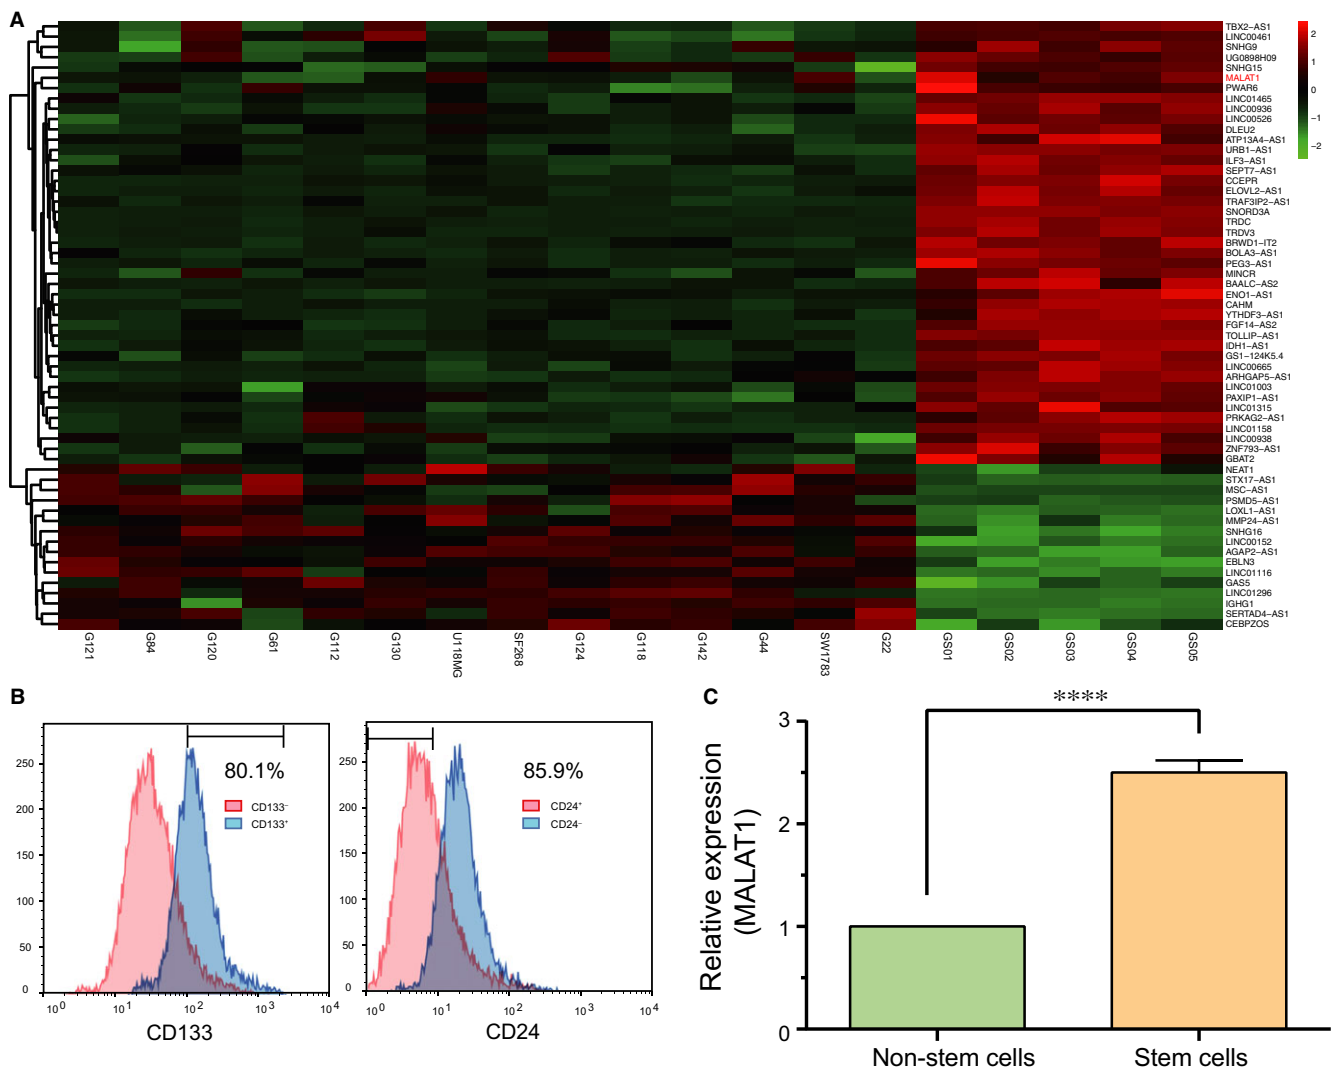 A
TBX2-AS1
LINC00461
SNHG9
UG0898H09
SNHG15
MALAT1
PWAR6
LINC01465
LINC00936
LINC00526
DLEU2
ATP13A4-AS1
URB1-AS1
ILF3-AS1
SEPT7-AS1
CCEPR
ELOVL2-AS1
TRAF3IP2-AS1
SNORD3A
TRDC
TRDV3
BRWD1-IT2
BOLA3-AS1
PEG3-AS1
MINCR
BAALC-AS2
ENO1-AS1
CAHM
YTHDF3-AS1
FGF14-AS2
TOLLIP-AS1
IDH1-AS1
GS1-124K5.4
LINC00665
ARHGAP5-AS1
LINC01003
PAXIP1-AS1
LINC01315
PRKAG2-AS1
LINC01158
LINC00938
ZNF793-AS1
GBAT2
NEAT1
STX17-AS1
MSC-AS1
PSMD5-AS1
LOXL1-AS1
MMP24-AS1
SNHG16
LINC00152
AGAP2-AS1
EBLN3
LINC01116
GAS5
LINC01296
IGHG1
SERTAD4-AS1
CEBPZOS
2
1
0
−1
−2
G121 G84 G120 G61 G112 G130 U118MG SF268 G124 G118 G142 G44 SW1783 G22 GS01 GS02 GS03 GS04 GS05
B
250
200
150
100
50
0
80.1%
CD133⁻
CD133⁺
10⁰ 10¹ 10² 10³ 10⁴
CD133
250
200
150
100
50
0
85.9%
CD24⁺
CD24⁻
10⁰ 10¹ 10² 10³ 10⁴
CD24
C
****
Relative expression
(MALAT1)
3
2
1
0
Non-stem cells Stem cells